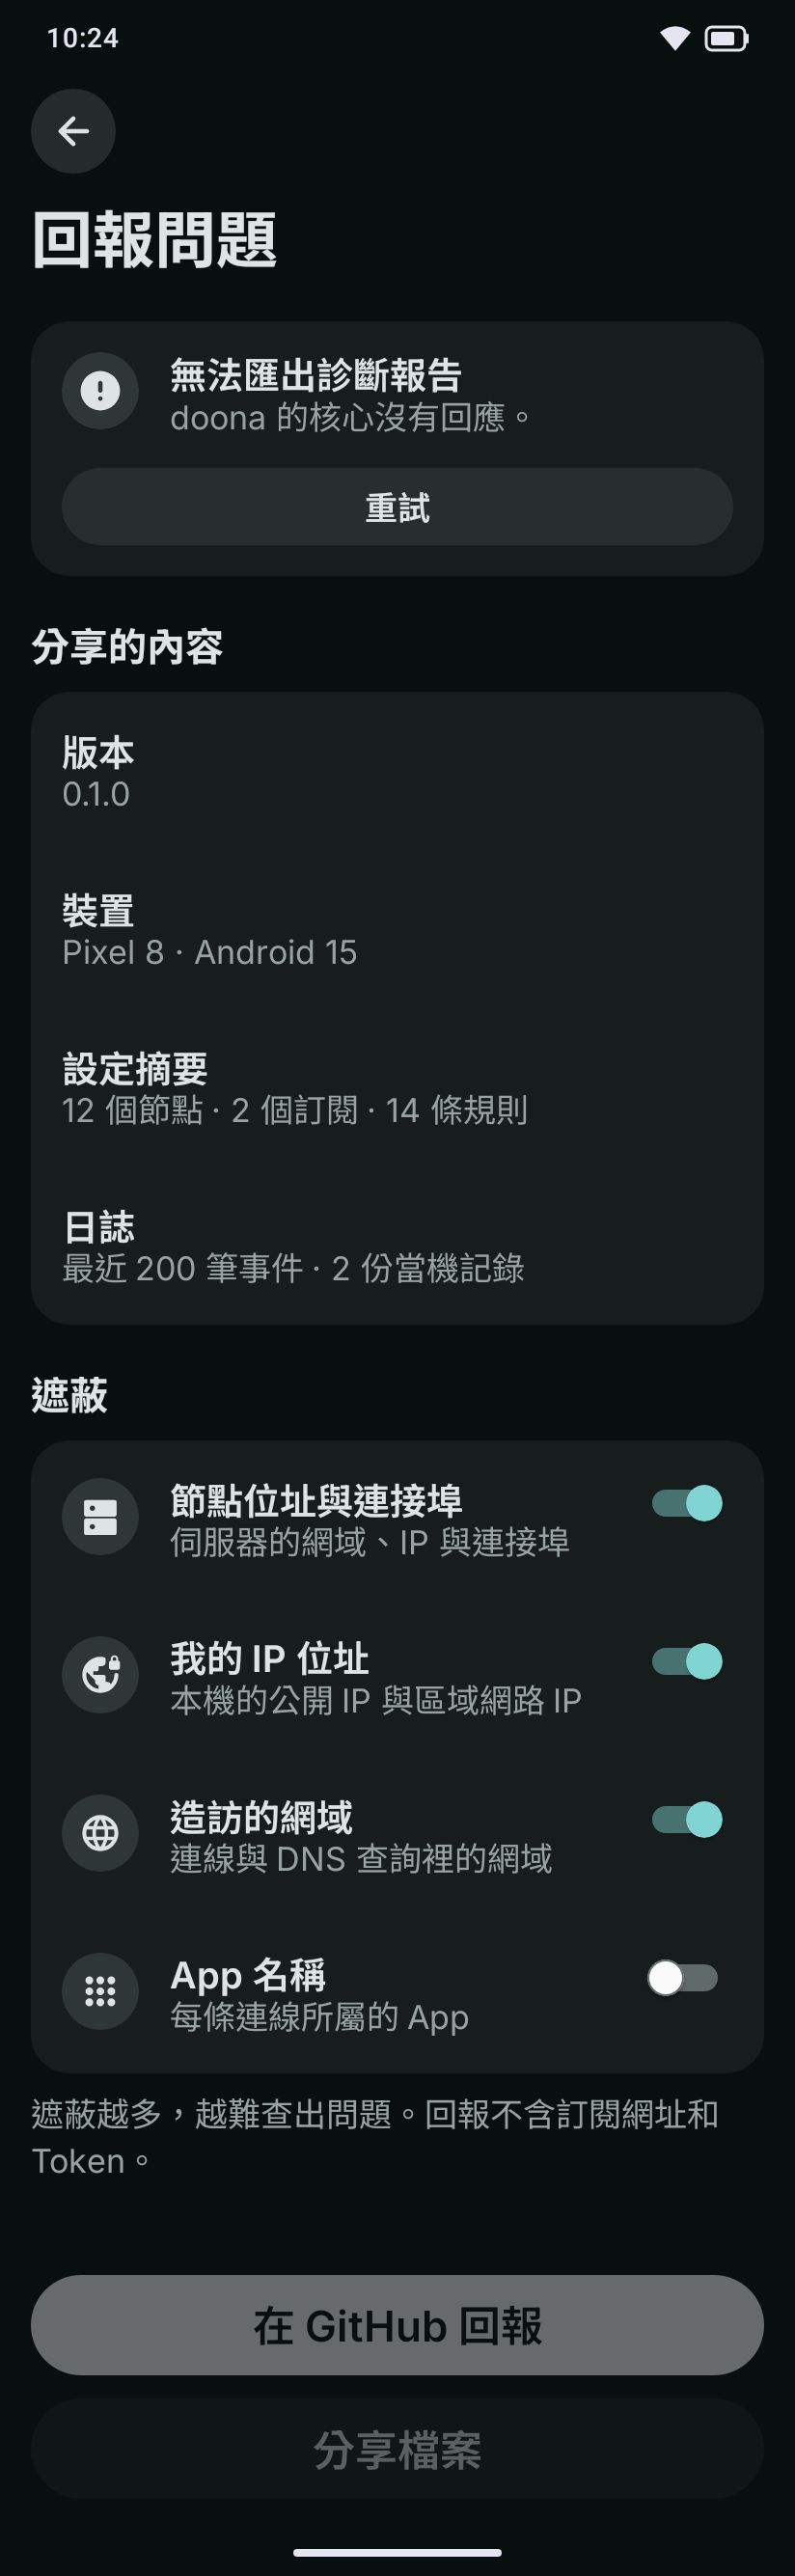 10:24
回報問題
無法匯出診斷報告
doona 的核心沒有回應。
重試
分享的內容
版本
0.1.0
裝置
Pixel 8 · Android 15
設定摘要
12 個節點 · 2 個訂閱 · 14 條規則
日誌
最近 200 筆事件 · 2 份當機記錄
遮蔽
節點位址與連接埠
伺服器的網域、IP 與連接埠
我的 IP 位址
本機的公開 IP 與區域網路 IP
造訪的網域
連線與 DNS 查詢裡的網域
App 名稱
每條連線所屬的 App
遮蔽越多，越難查出問題。回報不含訂閱網址和
Token。
在 GitHub 回報
分享檔案